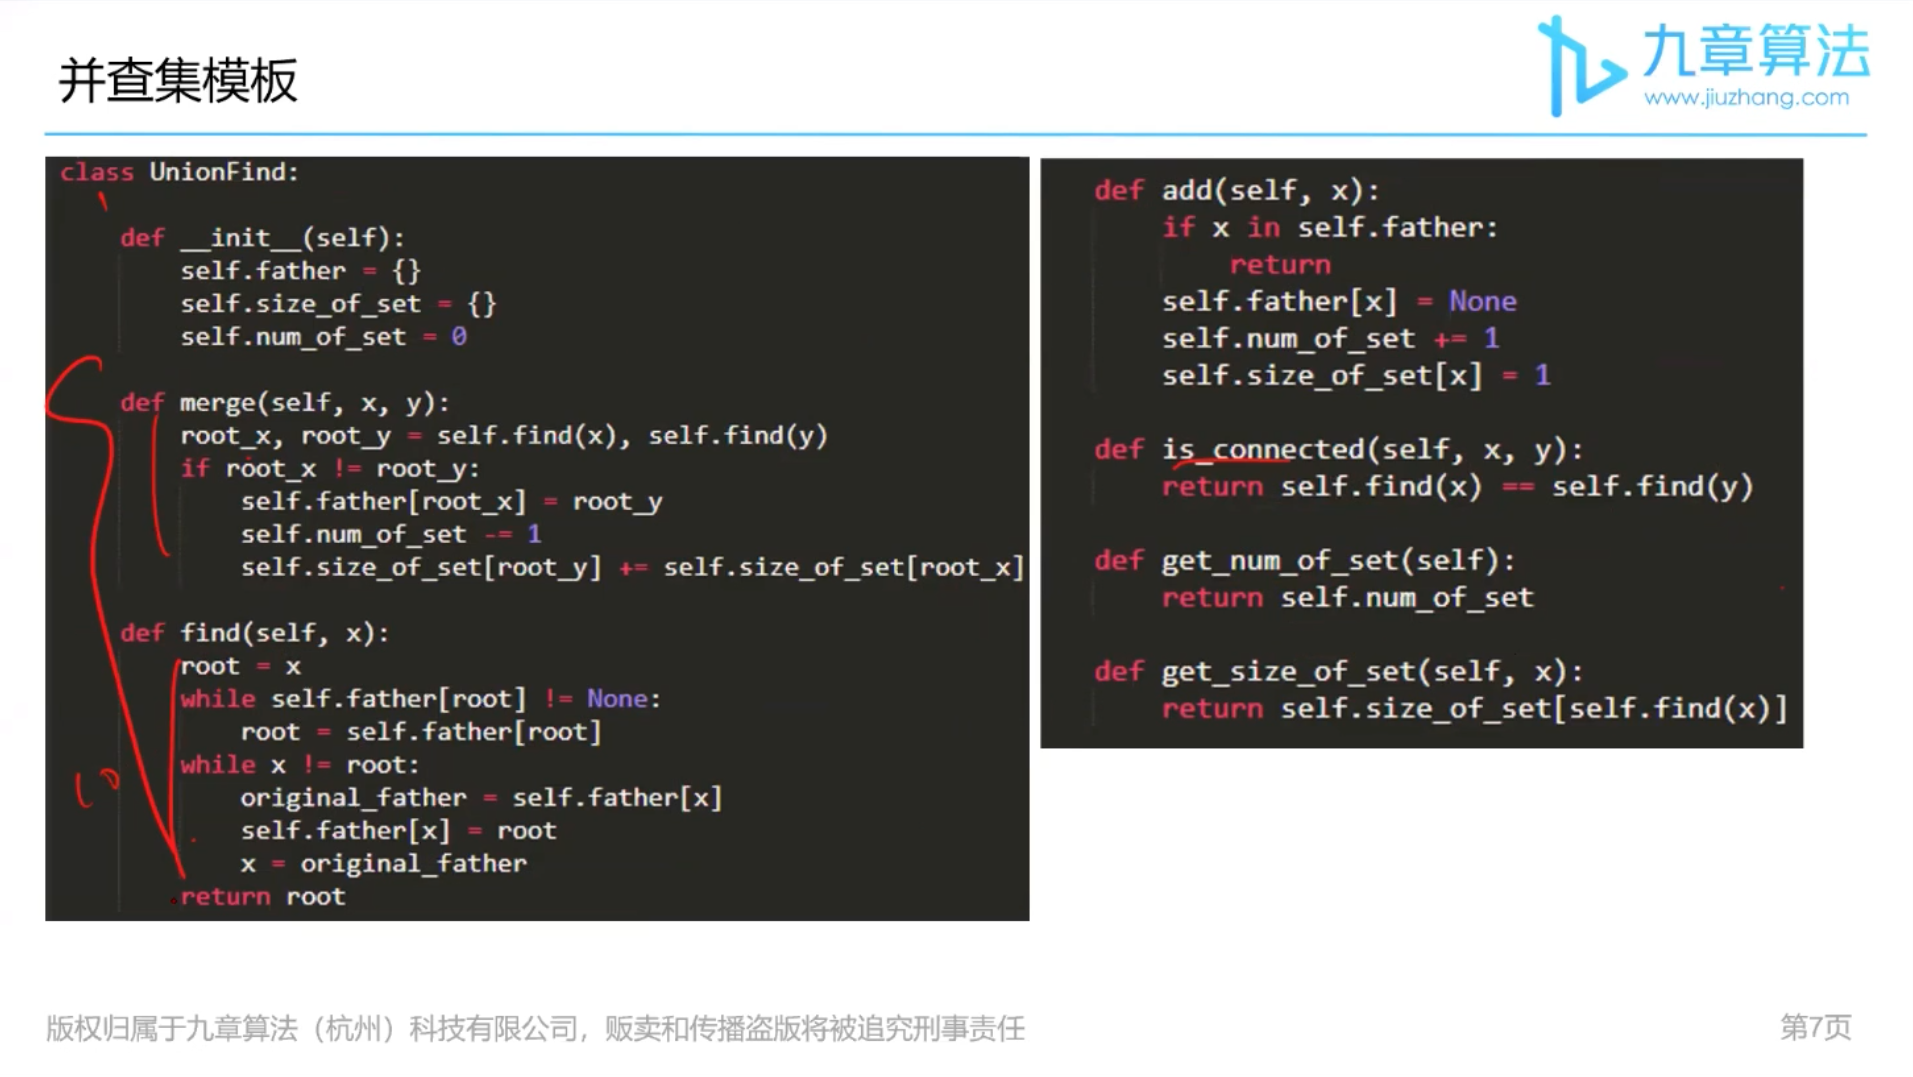 并查集模板
九章算法
www.jiuzhang.com
class UnionFind:
def __init__(self):
self.father = {}
self.size_of_set = {}
self.num_of_set = 0
def merge(self, x, y):
root_x, root_y = self.find(x), self.find(y)
if root_x != root_y:
self.father[root_x] = root_y
self.num_of_set -= 1
self.size_of_set[root_y] += self.size_of_set[root_x]
def find(self, x):
root = x
while self.father[root] != None:
root = self.father[root]
while x != root:
original_father = self.father[x]
self.father[x] = root
x = original_father
return root
def add(self, x):
if x in self.father:
return
self.father[x] = None
self.num_of_set += 1
self.size_of_set[x] = 1
def is_connected(self, x, y):
return self.find(x) == self.find(y)
def get_num_of_set(self):
return self.num_of_set
def get_size_of_set(self, x):
return self.size_of_set[self.find(x)]
版权归属于九章算法（杭州）科技有限公司，贩卖和传播盗版将被追究刑事责任
第7页